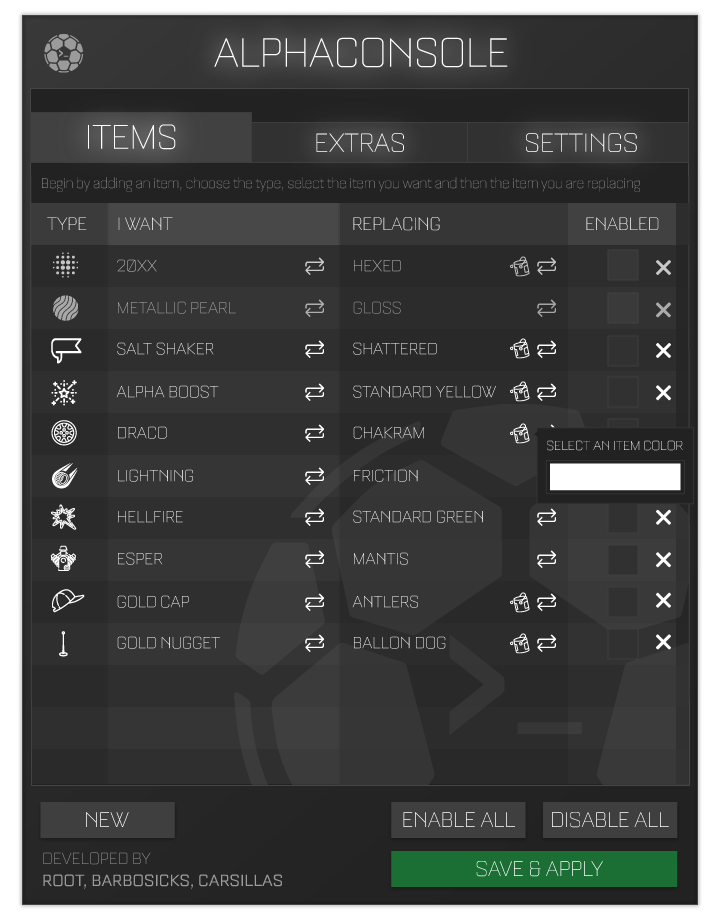 ALPHACONSOLE
ITEMS EXTRAS SETTINGS
Begin by adding an item, choose the type, select the item you want and then the item you are replacing
TYPE I WANT REPLACING ENABLED
20XX HEXED
METALLIC PEARL GLOSS
SALT SHAKER SHATTERED
ALPHA BOOST STANDARD YELLOW
DRACO CHAKRAM
SELECT AN ITEM COLOR
LIGHTNING FRICTION
HELLFIRE STANDARD GREEN
ESPER MANTIS
GOLD CAP ANTLERS
GOLD NUGGET BALLON DOG
NEW ENABLE ALL DISABLE ALL
DEVELOPED BY
ROOT, BARBOSICKS, CARSILLAS
SAVE & APPLY